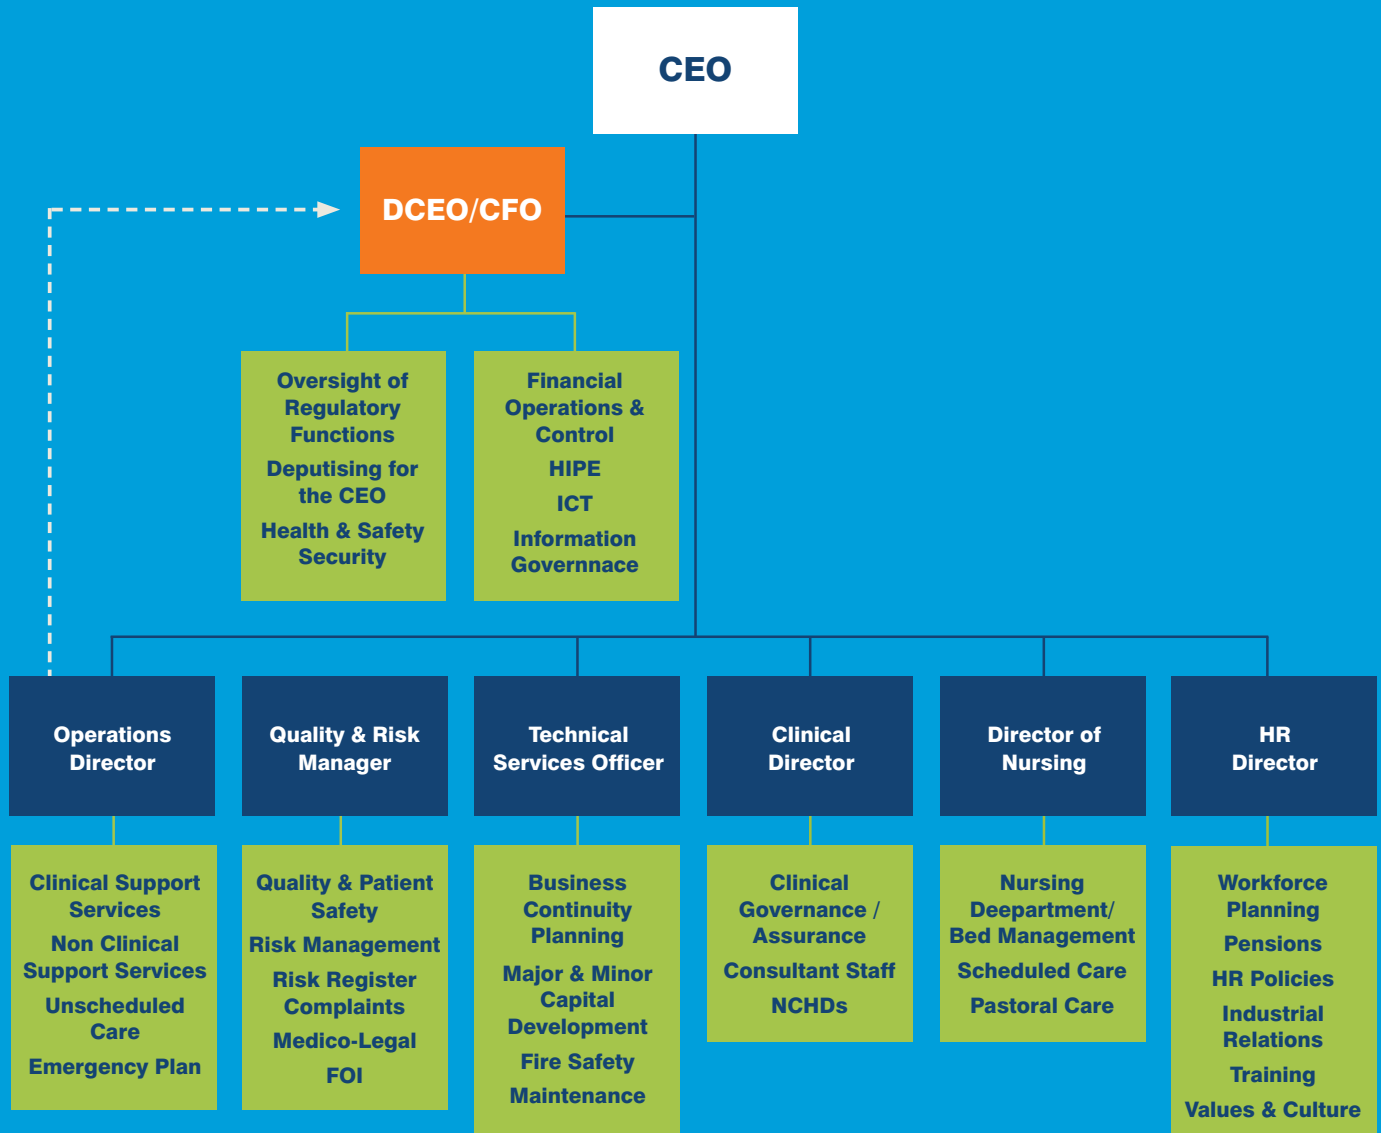 CEO
DCEO/CFO
Oversight of
Regulatory
Functions
Deputising for
the CEO
Health & Safety
Security
Financial
Operations &
Control
HIPE
ICT
Information
Governnace
Operations
Director
Quality & Risk
Manager
Technical
Services Officer
Clinical
Director
Director of
Nursing
HR
Director
Clinical Support
Services
Non Clinical
Support Services
Unscheduled
Care
Emergency Plan
Quality & Patient
Safety
Risk Management
Risk Register
Complaints
Medico-Legal
FOI
Business
Continuity
Planning
Major & Minor
Capital
Development
Fire Safety
Maintenance
Clinical
Governance /
Assurance
Consultant Staff
NCHDs
Nursing
Deepartment/
Bed Management
Scheduled Care
Pastoral Care
Workforce
Planning
Pensions
HR Policies
Industrial
Relations
Training
Values & Culture